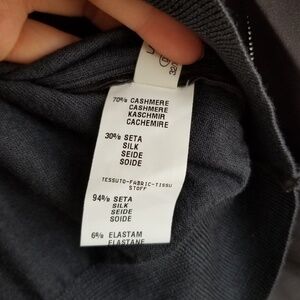 70% CASHMERE
CASHMERE
KASCHMIR
CACHEMIRE
30% SETA
SILK
SEIDE
SOIDE
TESSUTO-FABRIC-TISSU
STOFF
94% SETA
SILK
SEIDE
SOIDE
6% ELASTAM
ELASTANE